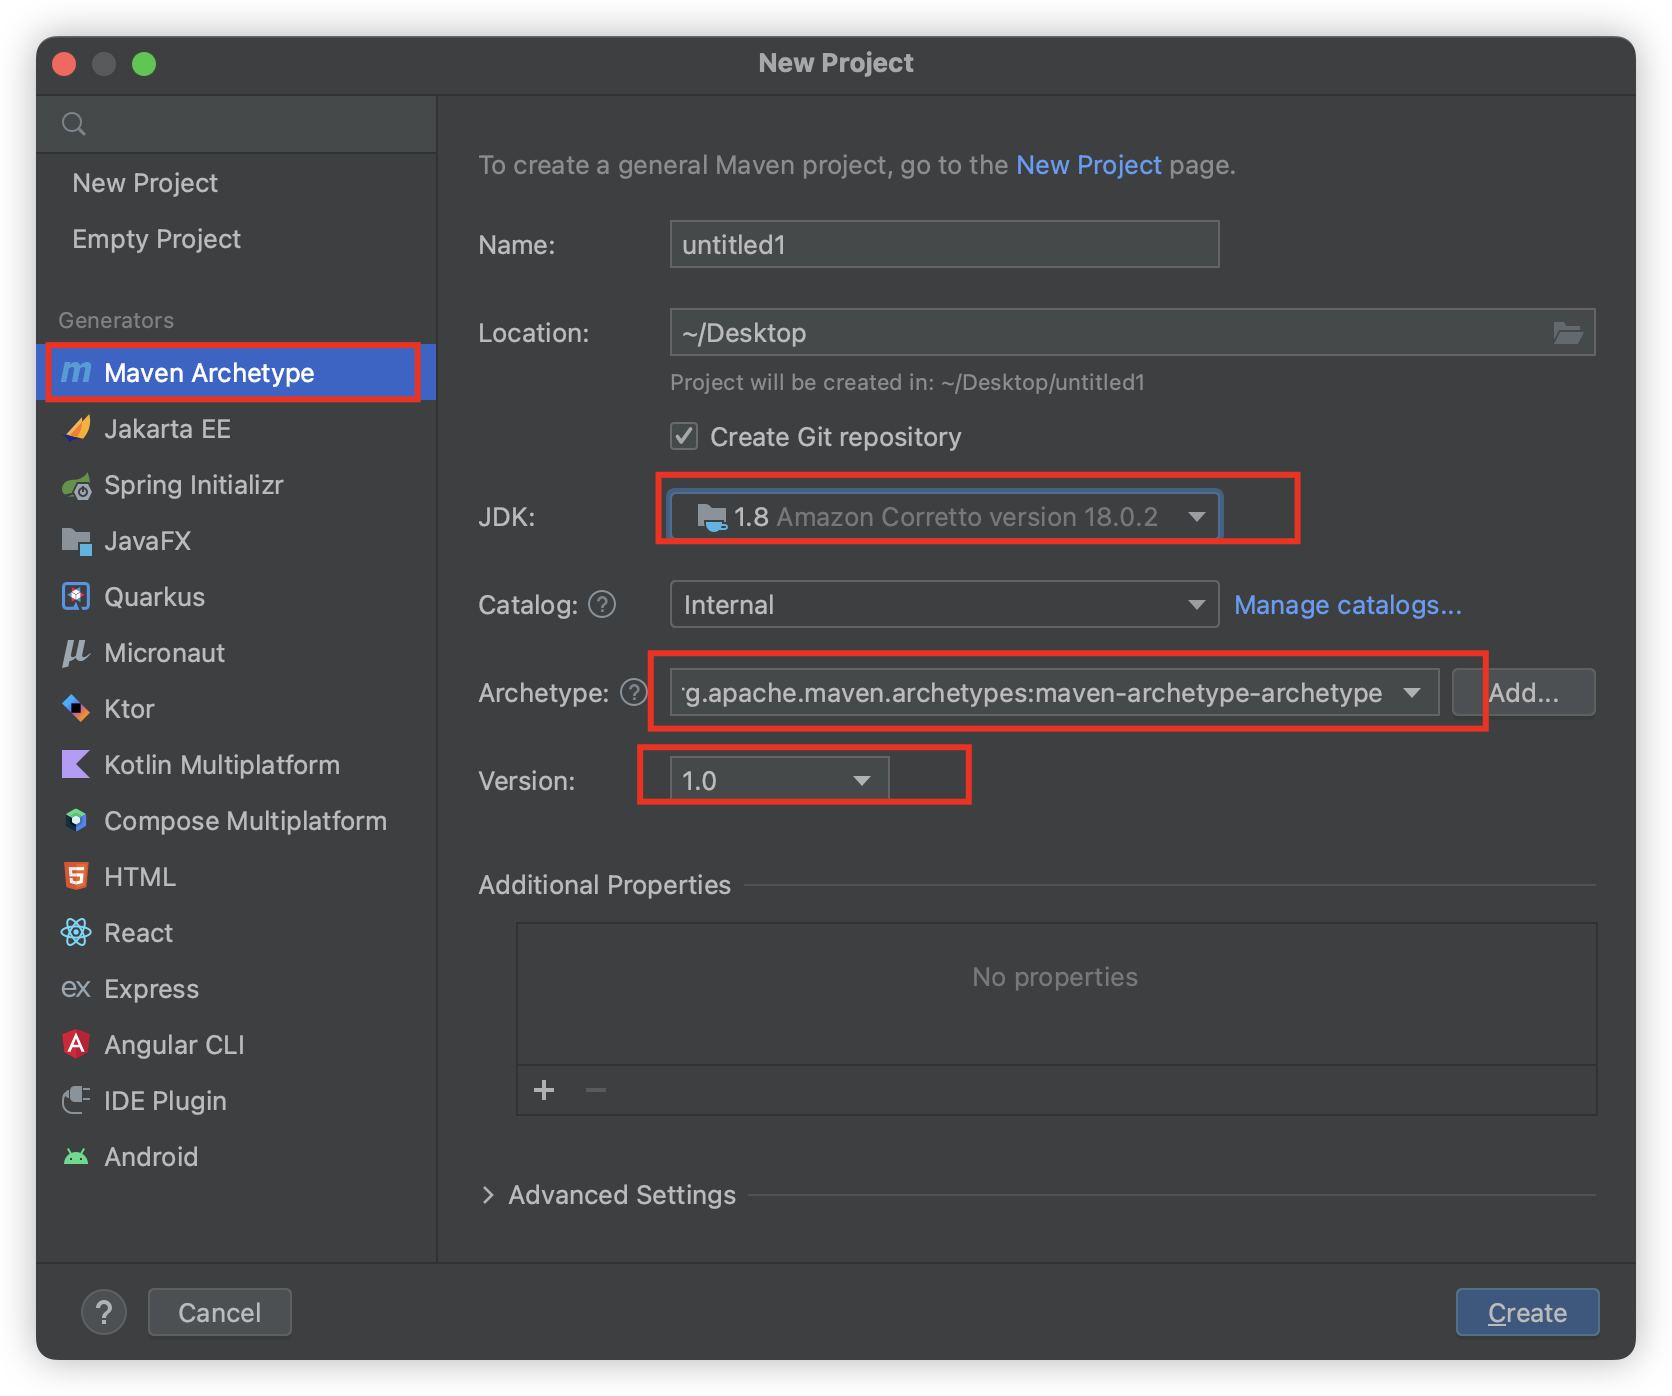 New Project
New Project
Empty Project
Generators
Maven Archetype
Jakarta EE
Spring Initializr
JavaFX
Quarkus
Micronaut
Ktor
Kotlin Multiplatform
Compose Multiplatform
HTML
React
ex Express
Angular CLI
IDE Plugin
Android
To create a general Maven project, go to the New Project page.
Name: untitled1
Location: ~/Desktop
Project will be created in: ~/Desktop/untitled1
Create Git repository
JDK: 1.8 Amazon Corretto version 18.0.2
Catalog: ? Internal Manage catalogs...
Archetype: ? g.apache.maven.archetypes:maven-archetype-archetype Add...
Version: 1.0
Additional Properties
No properties
Advanced Settings
? Cancel Create